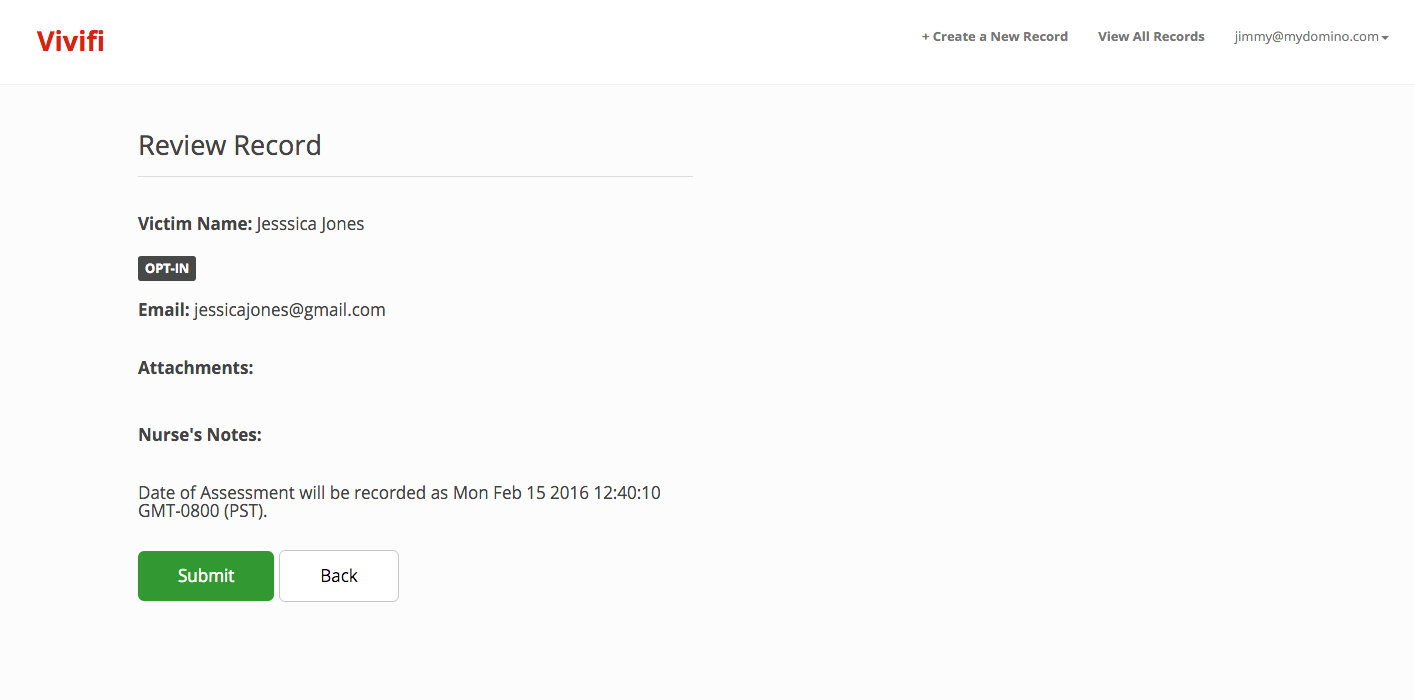 Vivifi
+ Create a New Record View All Records jimmy@mydomino.com
Review Record
Victim Name: Jesssica Jones
OPT-IN
Email: jessicajones@gmail.com
Attachments:
Nurse's Notes:
Date of Assessment will be recorded as Mon Feb 15 2016 12:40:10
GMT-0800 (PST).
Submit Back